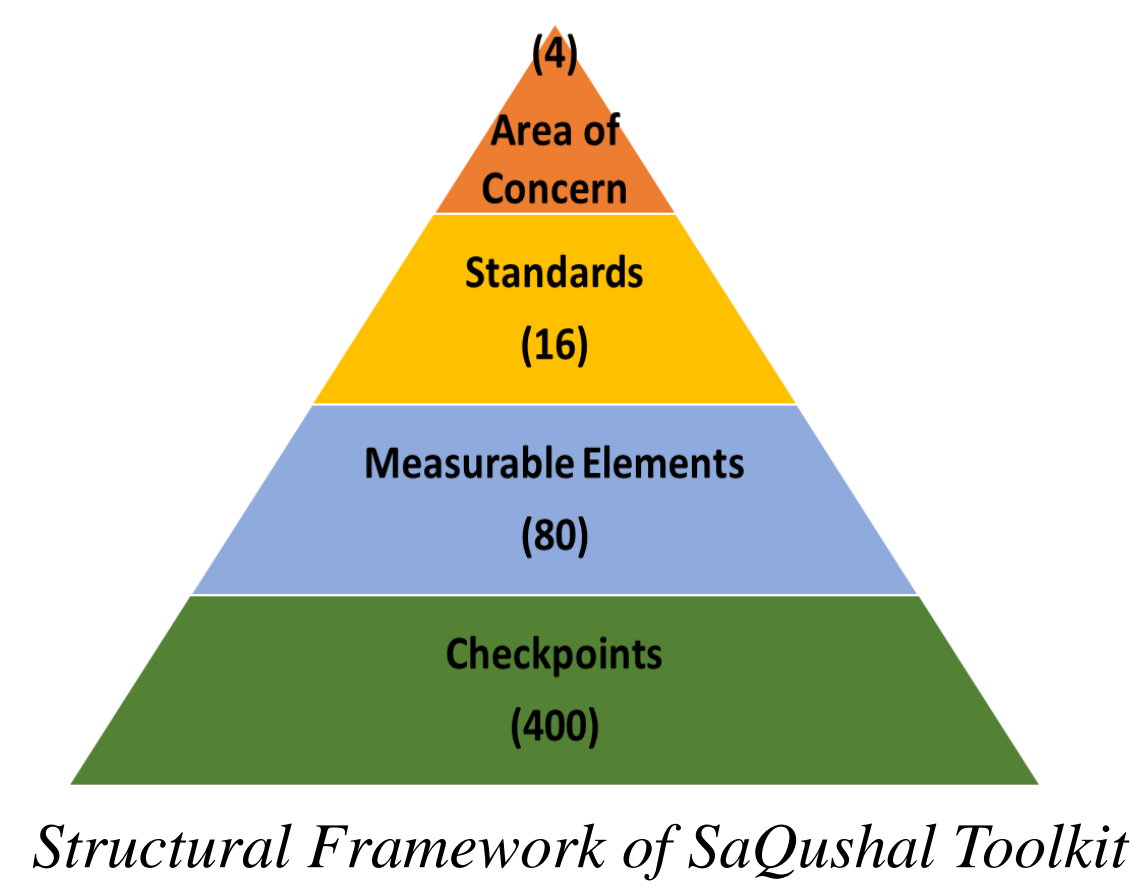 (4)
Area of
Concern
Standards
(16)
Measurable Elements
(80)
Checkpoints
(400)
Structural Framework of SaQushal Toolkit